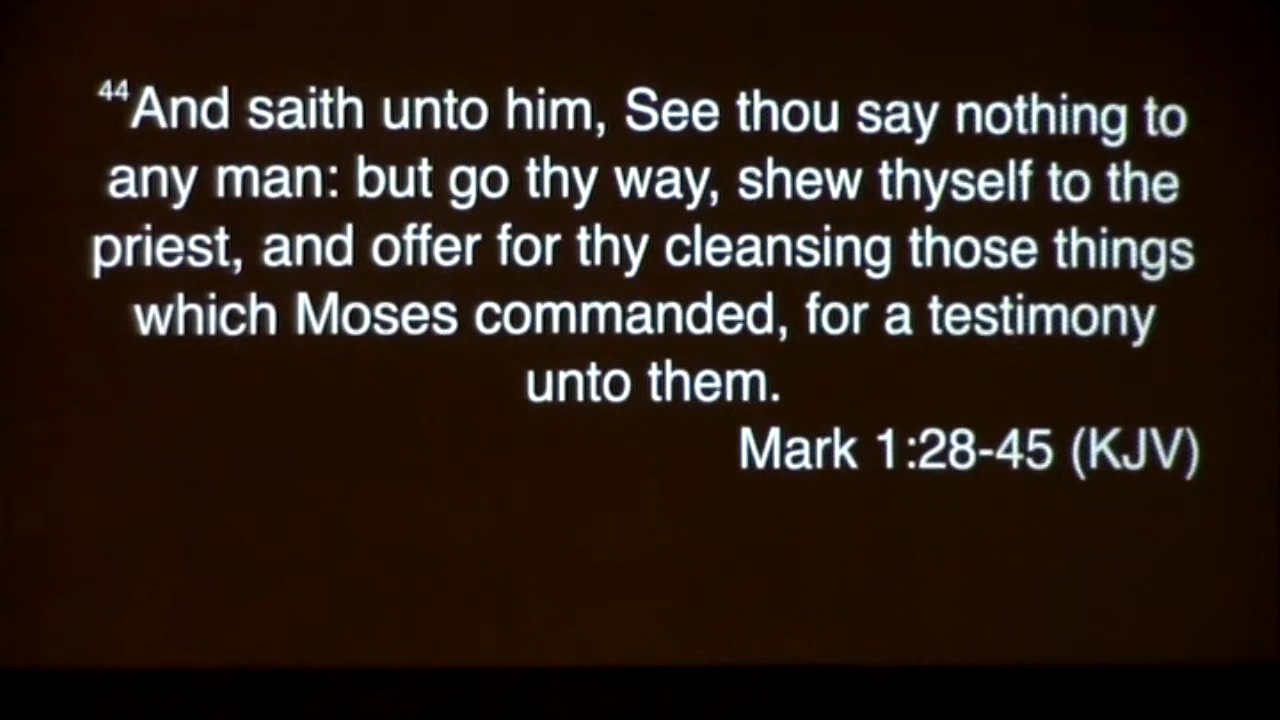 44And saith unto him, See thou say nothing to
any man: but go thy way, shew thyself to the
priest, and offer for thy cleansing those things
which Moses commanded, for a testimony
unto them.
Mark 1:28-45 (KJV)